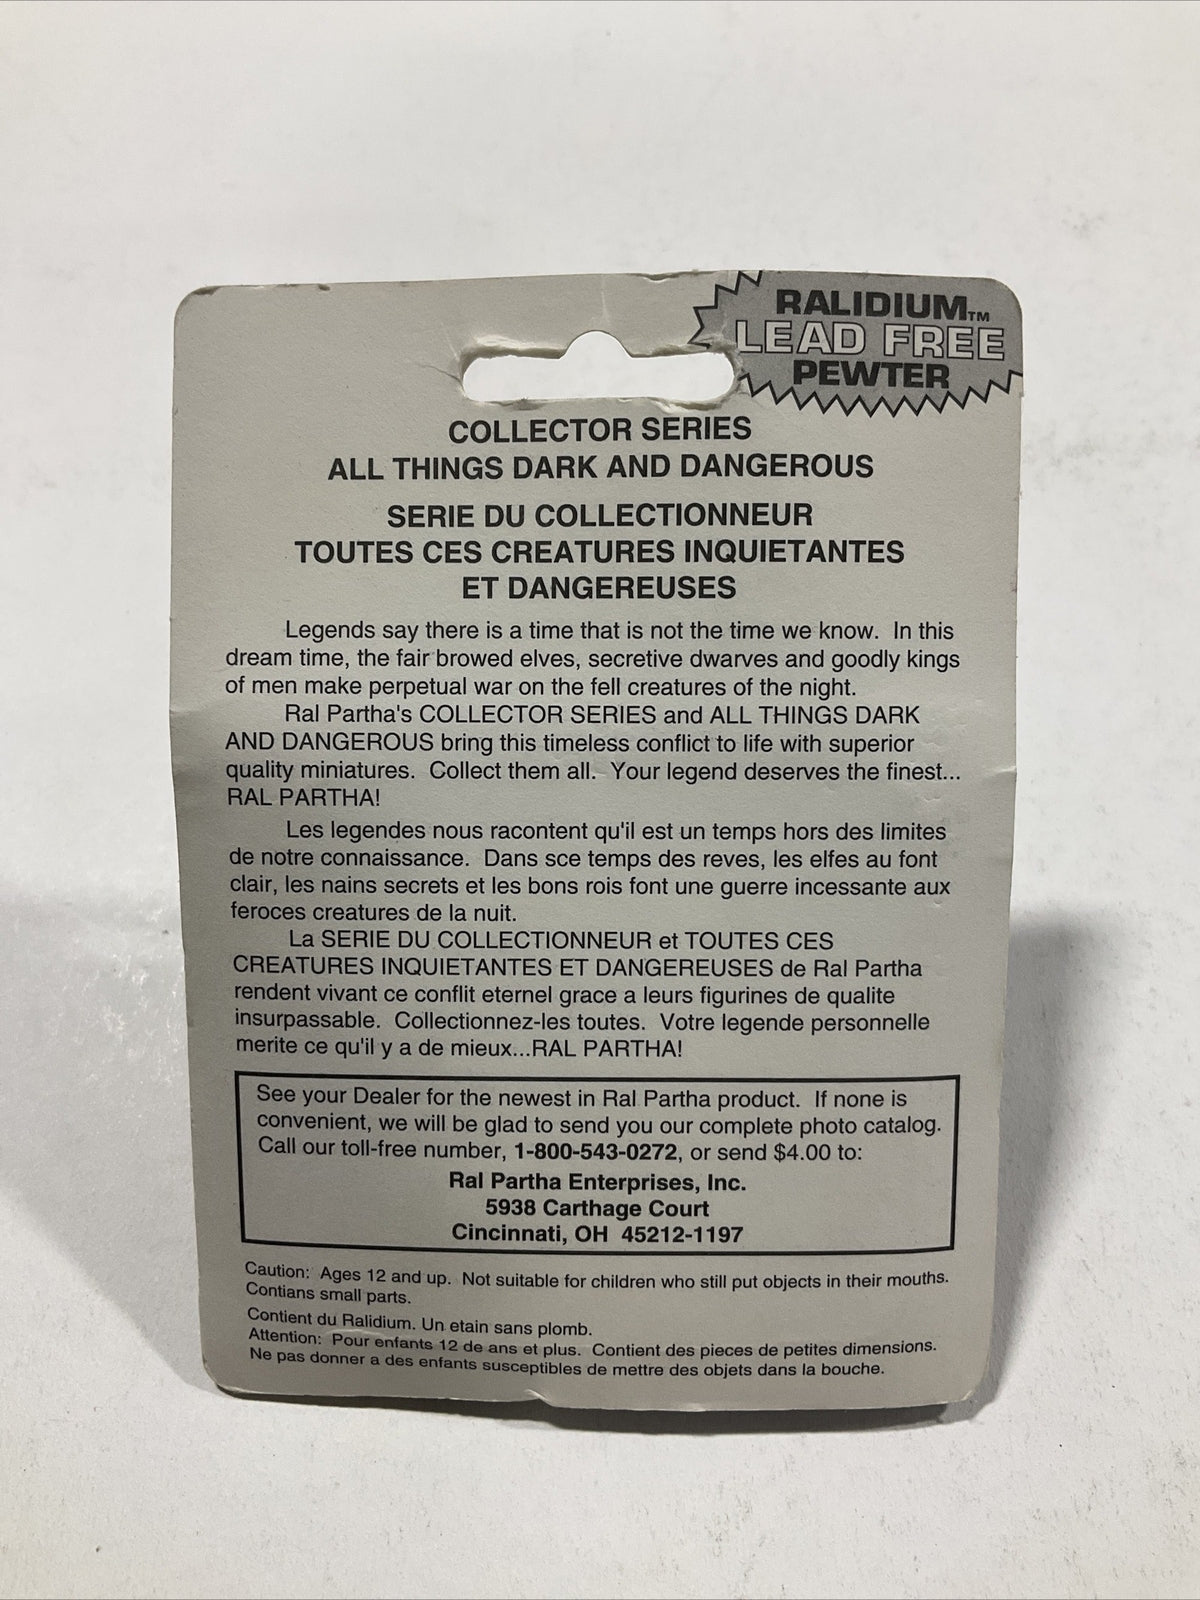 RALIDIUM™
LEAD FREE
PEWTER
COLLECTOR SERIES
ALL THINGS DARK AND DANGEROUS
SERIE DU COLLECTIONNEUR
TOUTES CES CREATURES INQUIETANTES
ET DANGEREUSES
Legends say there is a time that is not the time we know. In this
dream time, the fair browed elves, secretive dwarves and goodly kings
of men make perpetual war on the fell creatures of the night.
Ral Partha's COLLECTOR SERIES and ALL THINGS DARK
AND DANGEROUS bring this timeless conflict to life with superior
quality miniatures. Collect them all. Your legend deserves the finest...
RAL PARTHA!
Les legendes nous racontent qu'il est un temps hors des limites
de notre connaissance. Dans sce temps des reves, les elfes au font
clair, les nains secrets et les bons rois font une guerre incessante aux
feroces creatures de la nuit.
La SERIE DU COLLECTIONNEUR et TOUTES CES
CREATURES INQUIETANTES ET DANGEREUSES de Ral Partha
rendent vivant ce conflit eternel grace a leurs figurines de qualite
insurpassable. Collectionnez-les toutes. Votre legende personnelle
merite ce qu'il y a de mieux...RAL PARTHA!
See your Dealer for the newest in Ral Partha product. If none is
convenient, we will be glad to send you our complete photo catalog.
Call our toll-free number, 1-800-543-0272, or send $4.00 to:
Ral Partha Enterprises, Inc.
5938 Carthage Court
Cincinnati, OH 45212-1197
Caution: Ages 12 and up. Not suitable for children who still put objects in their mouths.
Contians small parts.
Contient du Ralidium. Un etain sans plomb.
Attention: Pour enfants 12 de ans et plus. Contient des pieces de petites dimensions.
Ne pas donner a des enfants susceptibles de mettre des objets dans la bouche.